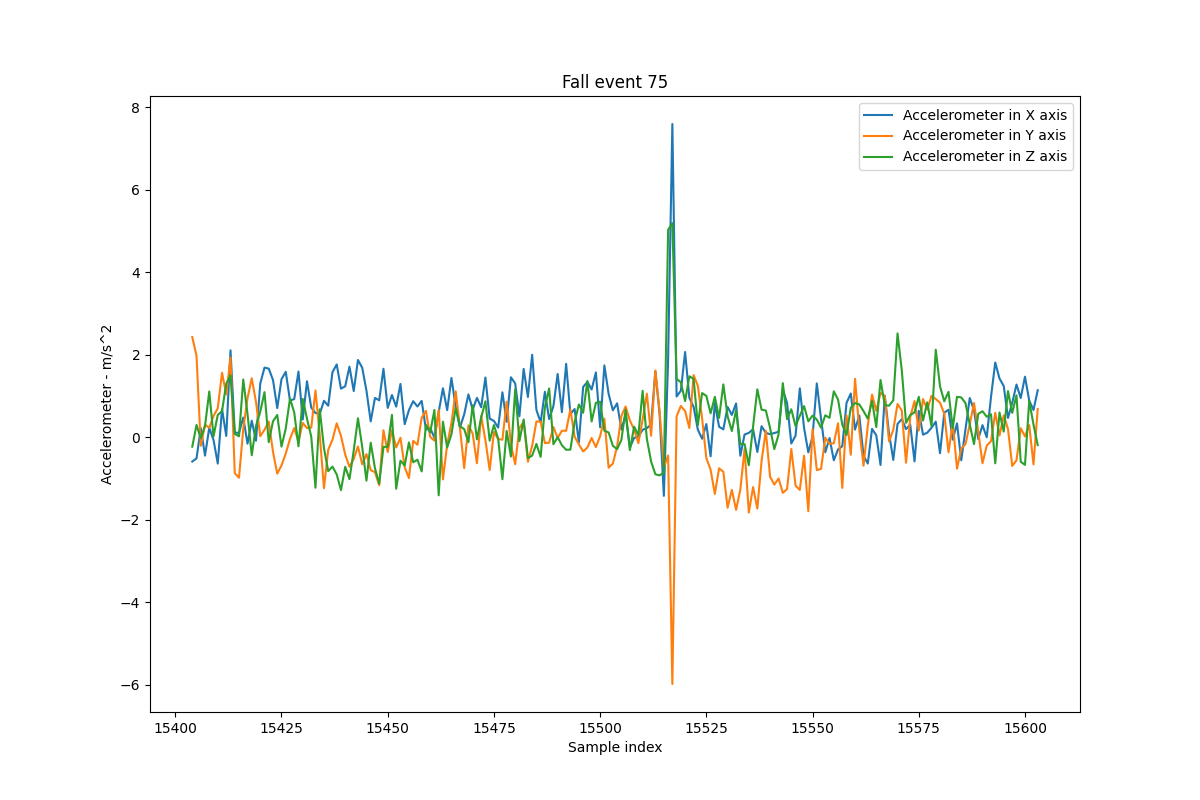 Fall event 75
Accelerometer in X axis
Accelerometer in Y axis
Accelerometer in Z axis
Accelerometer - m/s^2
8
6
4
2
0
−2
−4
−6
15400 15425 15450 15475 15500 15525 15550 15575 15600
Sample index